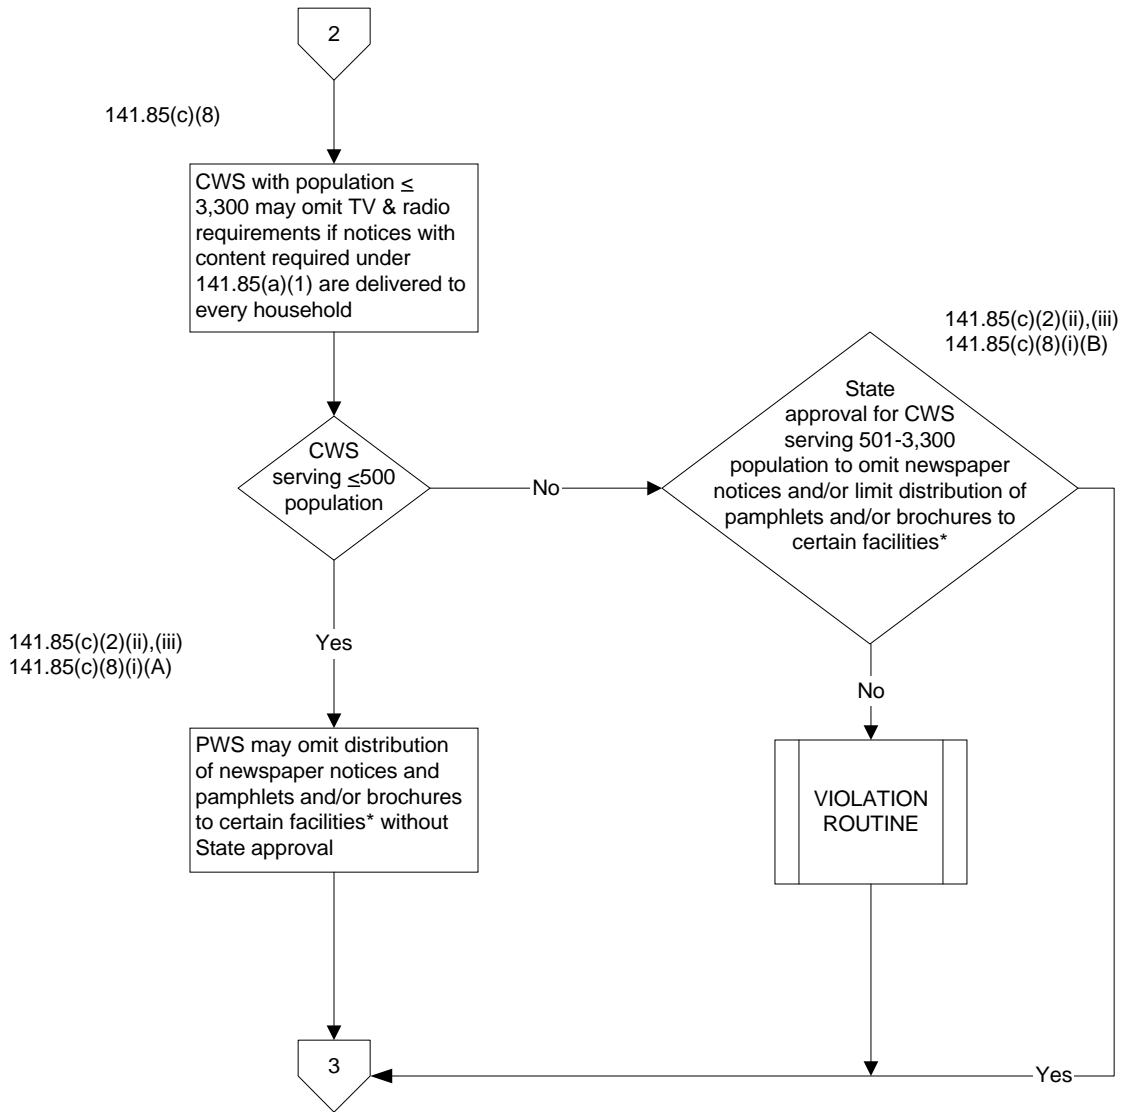 2
141.85(c)(8)
CWS with population ≤
3,300 may omit TV & radio
requirements if notices with
content required under
141.85(a)(1) are delivered to
every household
141.85(c)(2)(ii),(iii)
141.85(c)(8)(i)(B)
CWS
serving ≤500
population
No
State
approval for CWS
serving 501-3,300
population to omit newspaper
notices and/or limit distribution of
pamphlets and/or brochures to
certain facilities*
141.85(c)(2)(ii),(iii)
141.85(c)(8)(i)(A)
Yes
No
PWS may omit distribution
of newspaper notices and
pamphlets and/or brochures
to certain facilities* without
State approval
VIOLATION
ROUTINE
3
Yes